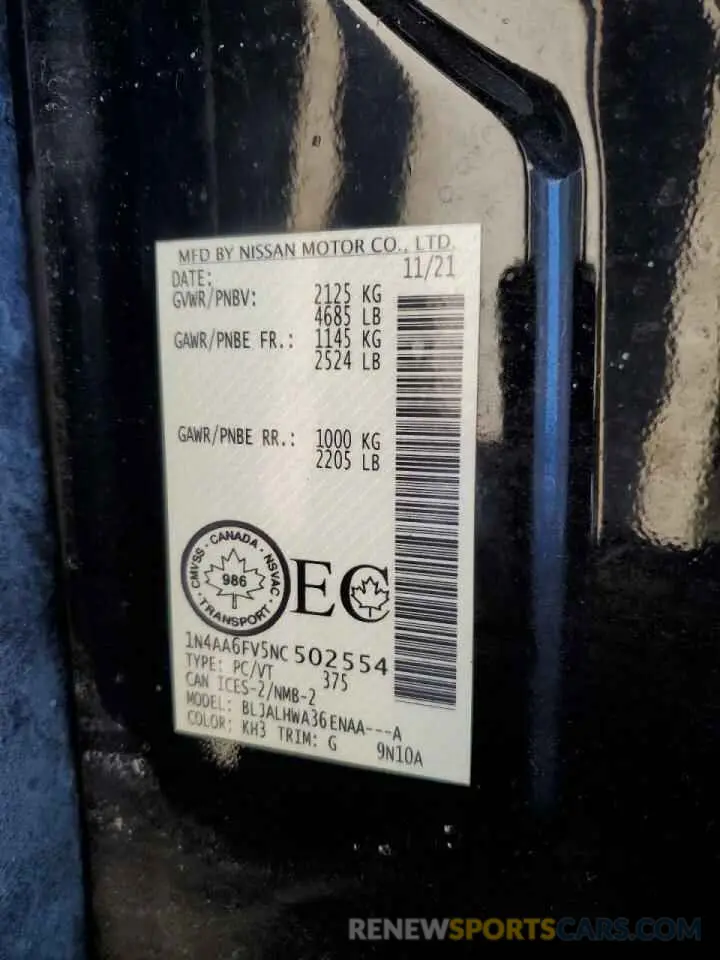 MFD BY NISSAN MOTOR CO., LTD.
DATE: 11/21
GVWR/PNBV: 2125 KG
4685 LB
GAWR/PNBE FR.: 1145 KG
2524 LB
GAWR/PNBE RR.: 1000 KG
2205 LB
CMVSS · CANADA · NSVAC · TRANSPORT ·
986
EC
1N4AA6FV5NC 502554
TYPE: PC/VT 375
CAN ICES-2/NMB-2
MODEL: BLJALHWA36ENAA---A
COLOR; KH3 TRIM: G 9N10A
RENEWSPORTSCARS.COM